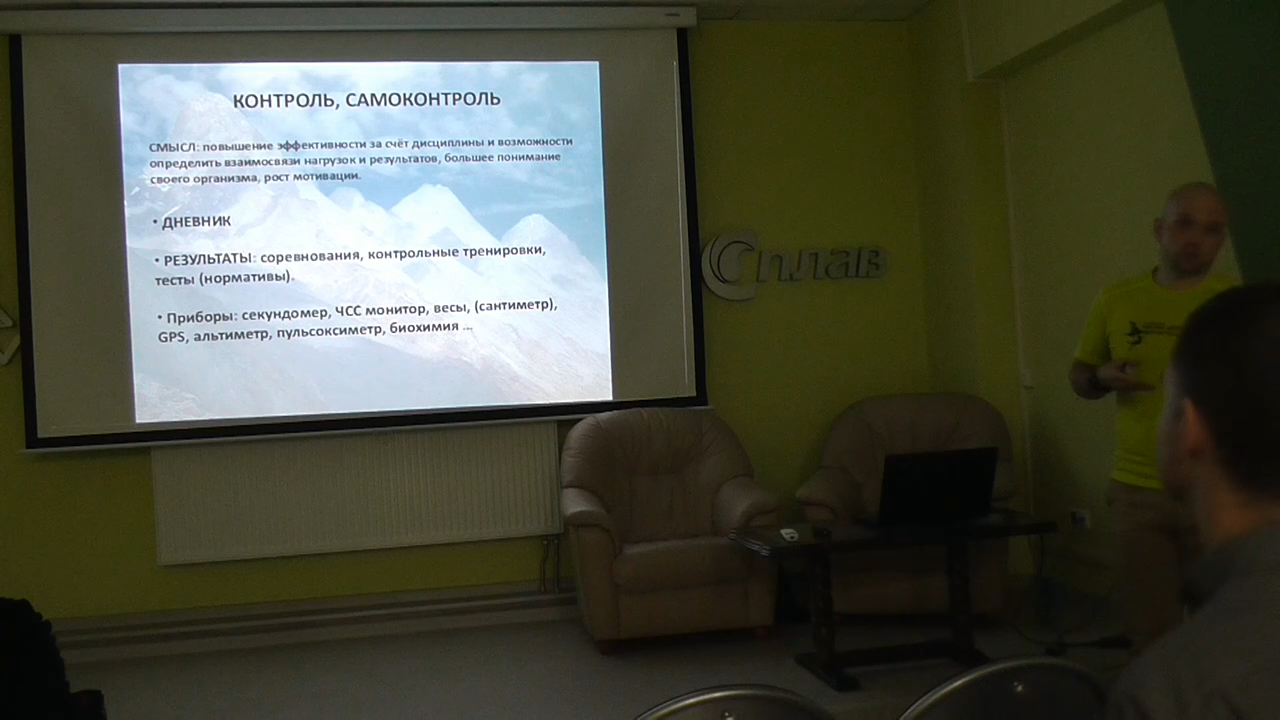 КОНТРОЛЬ, САМОКОНТРОЛЬ
СМЫСЛ: повышение эффективности за счёт дисциплины и возможности
определить взаимосвязи нагрузок и результатов, большее понимание
своего организма, рост мотивации.
• ДНЕВНИК
• РЕЗУЛЬТАТЫ: соревнования, контрольные тренировки,
тесты (нормативы).
• Приборы: секундомер, ЧСС монитор, весы, (сантиметр),
GPS, альтиметр, пульсоксиметр, биохимия ...
Сплав